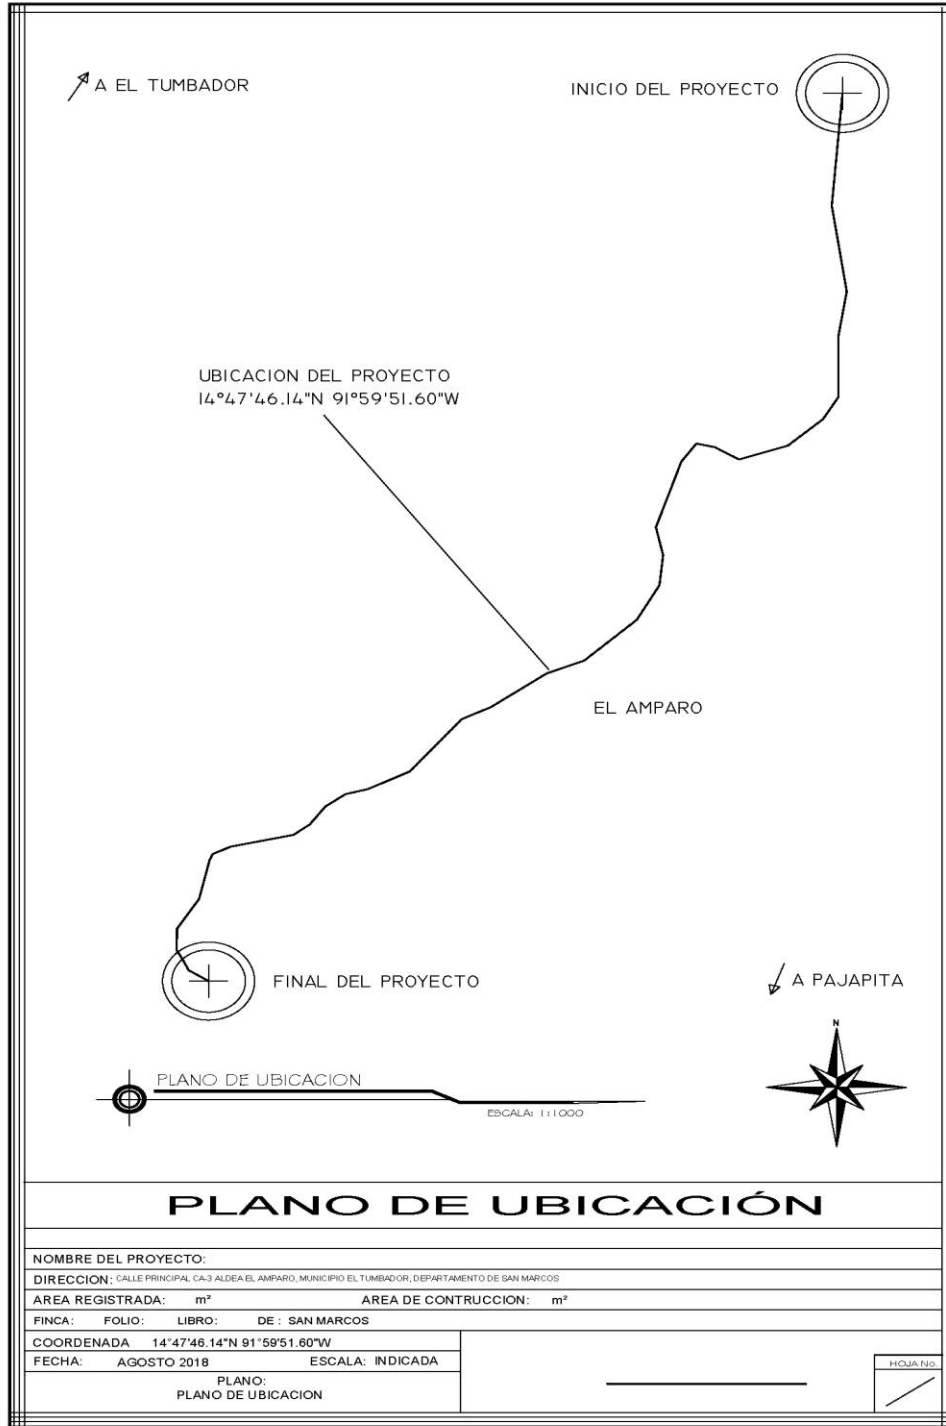 A EL TUMBADOR
INICIO DEL PROYECTO
UBICACION DEL PROYECTO
14°47'46.14"N 91°59'51.60"W
EL AMPARO
FINAL DEL PROYECTO
A PAJAPITA
N
PLANO DE UBICACION
ESCALA: 1:1000
PLANO DE UBICACIÓN
NOMBRE DEL PROYECTO:
DIRECCION: CALLE PRINCIPAL CA-3 ALDEA EL AMPARO, MUNICIPIO EL TUMBADOR, DEPARTAMENTO DE SAN MARCOS
AREA REGISTRADA: m² AREA DE CONTRUCCION: m²
FINCA: FOLIO: LIBRO: DE : SAN MARCOS
COORDENADA 14°47'46.14"N 91°59'51.60"W
FECHA: AGOSTO 2018 ESCALA: INDICADA
PLANO:
PLANO DE UBICACION
HOJA No.